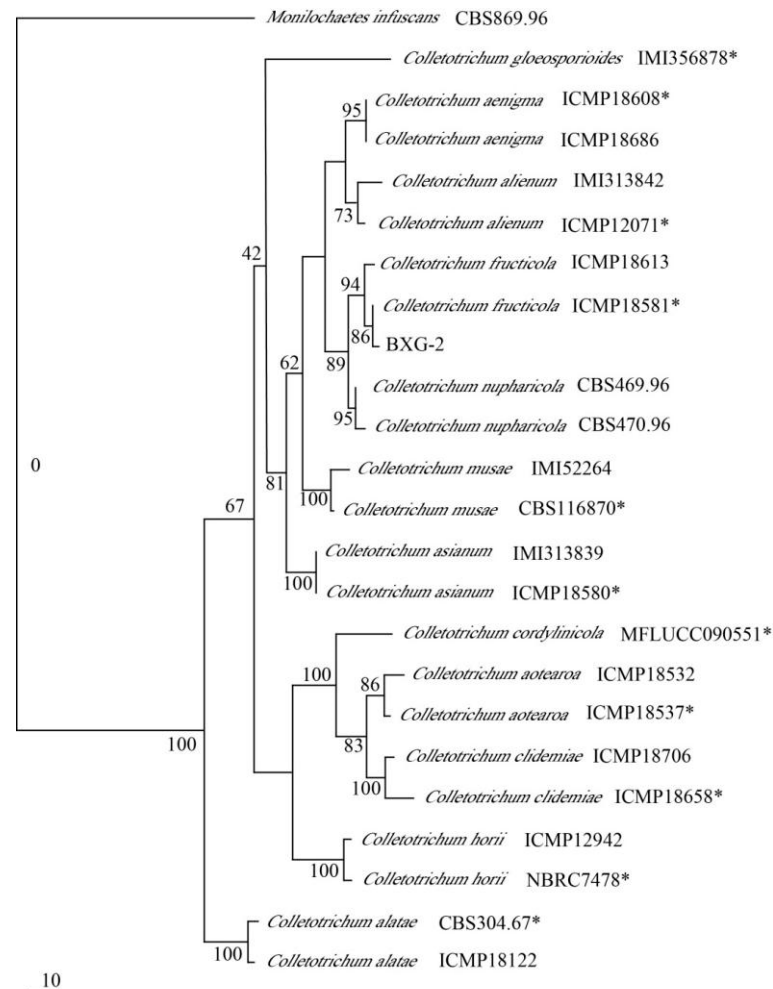 Monilochaetes infuscans CBS869.96
Colletotrichum gloeosporioides IMI356878*
95 Colletotrichum aenigma ICMP18608*
Colletotrichum aenigma ICMP18686
Colletotrichum alienum IMI313842
73 Colletotrichum alienum ICMP12071*
42
Colletotrichum fructicola ICMP18613
94
Colletotrichum fructicola ICMP18581*
86 BXG-2
62 89
Colletotrichum nupharicola CBS469.96
95 Colletotrichum nupharicola CBS470.96
0
Colletotrichum musae IMI52264
81
100 Colletotrichum musae CBS116870*
67
Colletotrichum asianum IMI313839
100 Colletotrichum asianum ICMP18580*
Colletotrichum cordylinicola MFLUCC090551*
100
86 Colletotrichum aotearoa ICMP18532
Colletotrichum aotearoa ICMP18537*
100 83
Colletotrichum clidemiae ICMP18706
100 Colletotrichum clidemiae ICMP18658*
Colletotrichum horii ICMP12942
100 Colletotrichum horii NBRC7478*
Colletotrichum alatae CBS304.67*
100 Colletotrichum alatae ICMP18122
10